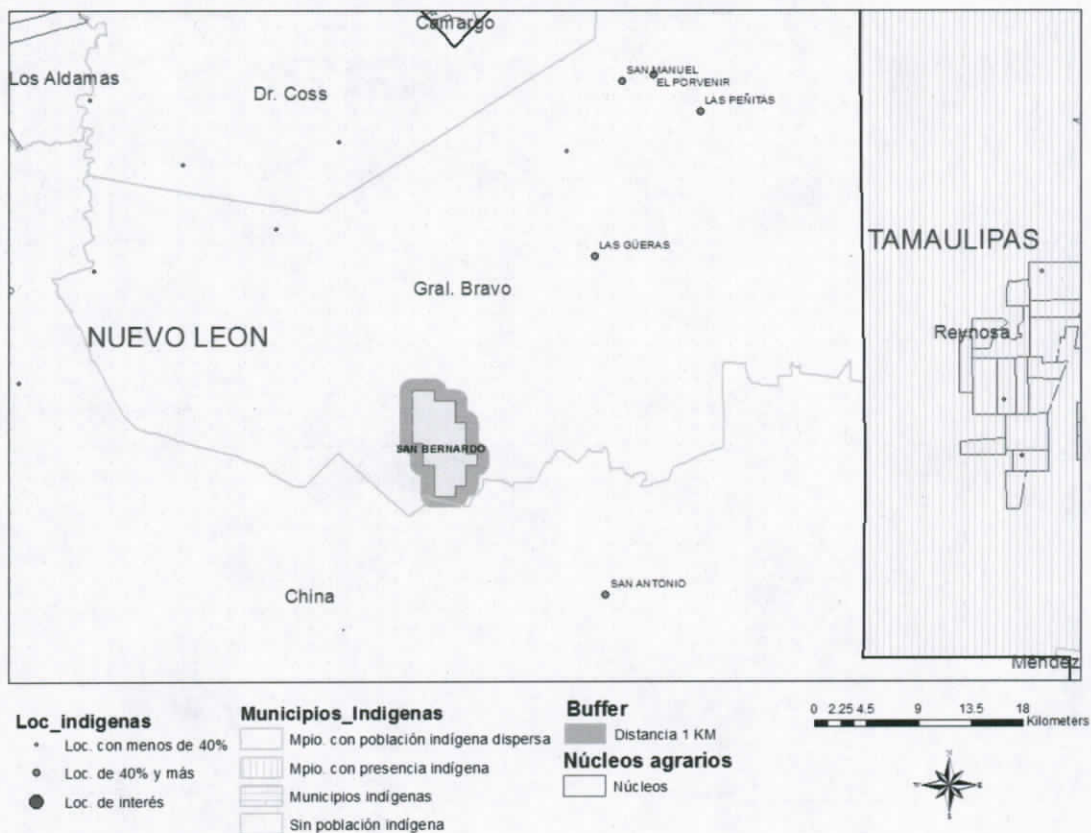 Camargo
Los Aldamas
Dr. Coss
SAN MANUEL
EL PORVENIR
LAS PEÑITAS
LAS GÜERAS
TAMAULIPAS
Gral. Bravo
NUEVO LEON
Reynosa
SAN BERNARDO
SAN ANTONIO
China
Méndez
Loc_indigenas
Loc. con menos de 40%
Loc. de 40% y más
Loc. de interés
Municipios_Indigenas
Mpio. con población indígena dispersa
Mpio. con presencia indígena
Municipios indígenas
Sin población indígena
Buffer
Distancia 1 KM
Núcleos agrarios
Núcleos
0 2.25 4.5 9 13.5 18
Kilometers